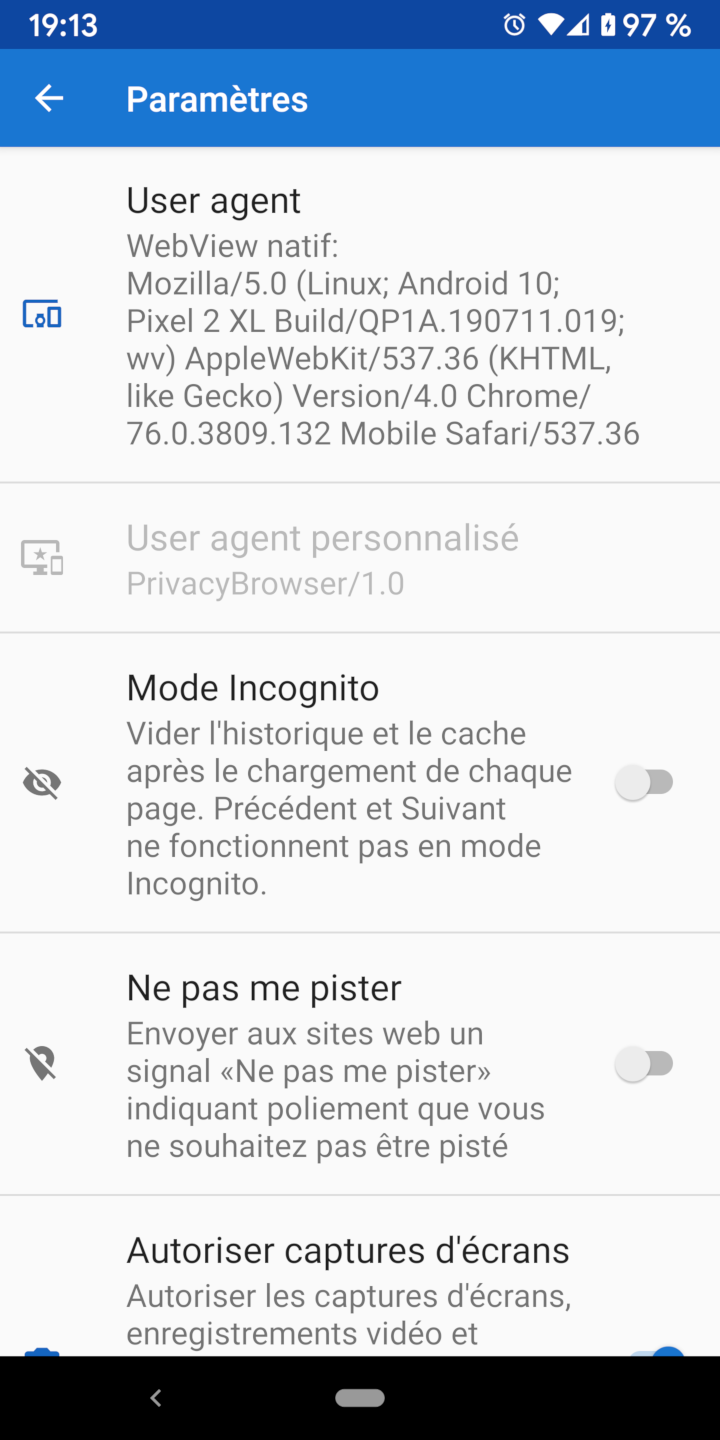 19:13
97 %
Paramètres
User agent
WebView natif:
Mozilla/5.0 (Linux; Android 10;
Pixel 2 XL Build/QP1A.190711.019;
wv) AppleWebKit/537.36 (KHTML,
like Gecko) Version/4.0 Chrome/
76.0.3809.132 Mobile Safari/537.36
User agent personnalisé
PrivacyBrowser/1.0
Mode Incognito
Vider l'historique et le cache
après le chargement de chaque
page. Précédent et Suivant
ne fonctionnent pas en mode
Incognito.
Ne pas me pister
Envoyer aux sites web un
signal «Ne pas me pister»
indiquant poliement que vous
ne souhaitez pas être pisté
Autoriser captures d'écrans
Autoriser les captures d'écrans,
enregistrements vidéo et